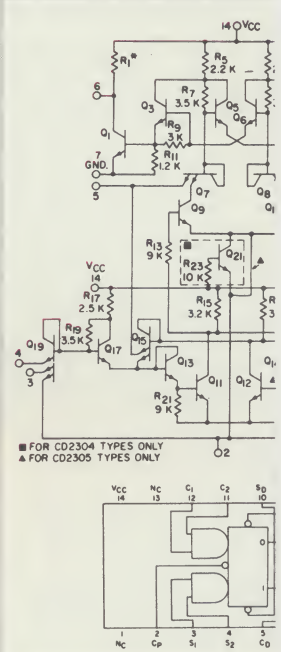 14 VCC
R1*
R5
2.2 K
6
Q3
R7
3.5 K
Q5
Q6
Q1
R9
3 K
7
GND.
R11
1.2 K
5
Q7
Q8
Q9
R13
9 K
■
Q21
R23
10 K
▲
VCC
14
R17
2.5 K
R15
3.2 K
R19
3.5 K
Q15
Q19
Q17
Q13
4
3
R21
9 K
Q11
Q12
▲
■ FOR CD2304 TYPES ONLY
▲ FOR CD2305 TYPES ONLY
2
VCC NC C1 C2 SD
14 13 12 11 10
0
1
1 2 3 4 5
NC CP S1 S2 CD